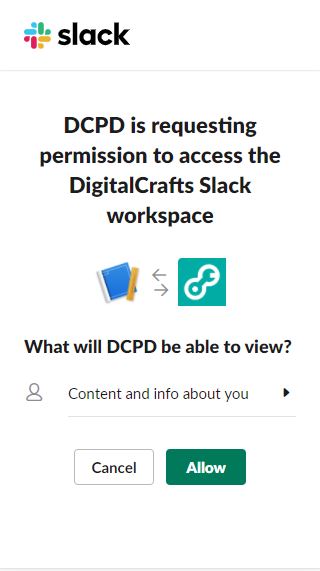 slack
DCPD is requesting
permission to access the
DigitalCrafts Slack
workspace
What will DCPD be able to view?
Content and info about you
Cancel
Allow